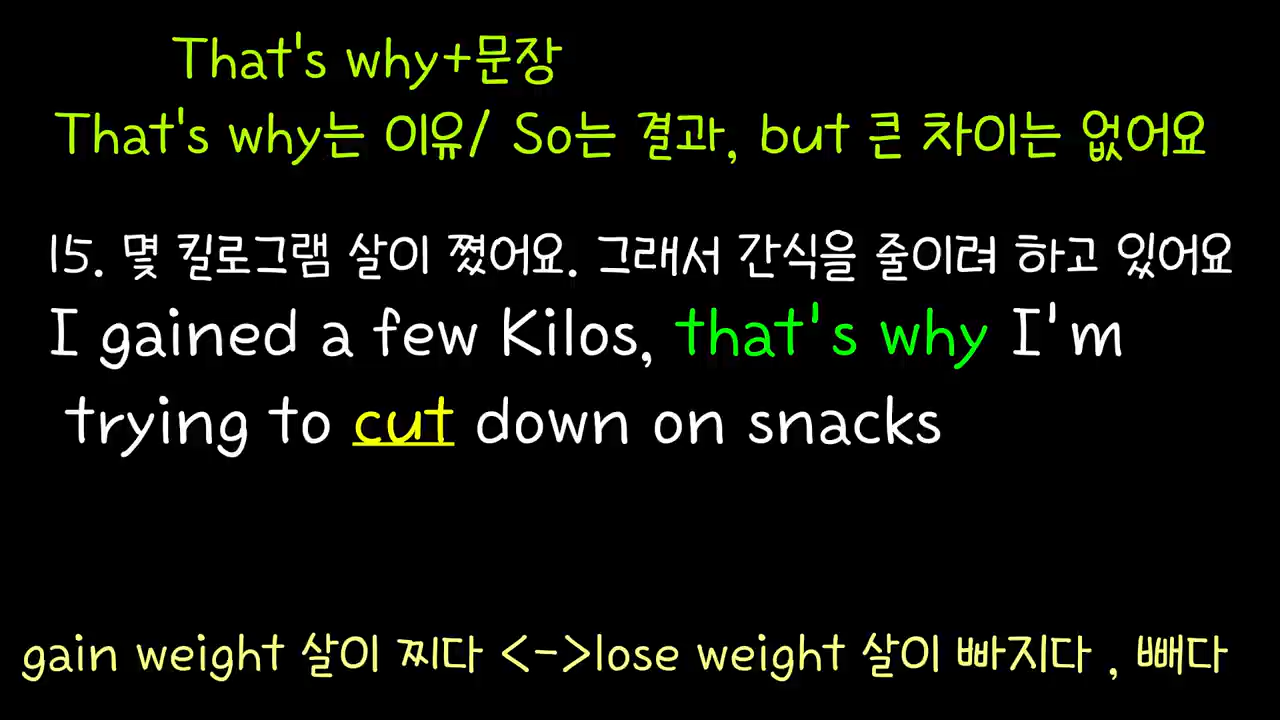 That's why+문장
That's why는 이유/ So는 결과, but 큰 차이는 없어요
15. 몇 킬로그램 살이 쪘어요. 그래서 간식을 줄이려 하고 있어요
I gained a few Kilos, that's why I'm
trying to cut down on snacks
gain weight 살이 찌다 <->lose weight 살이 빠지다 , 빼다